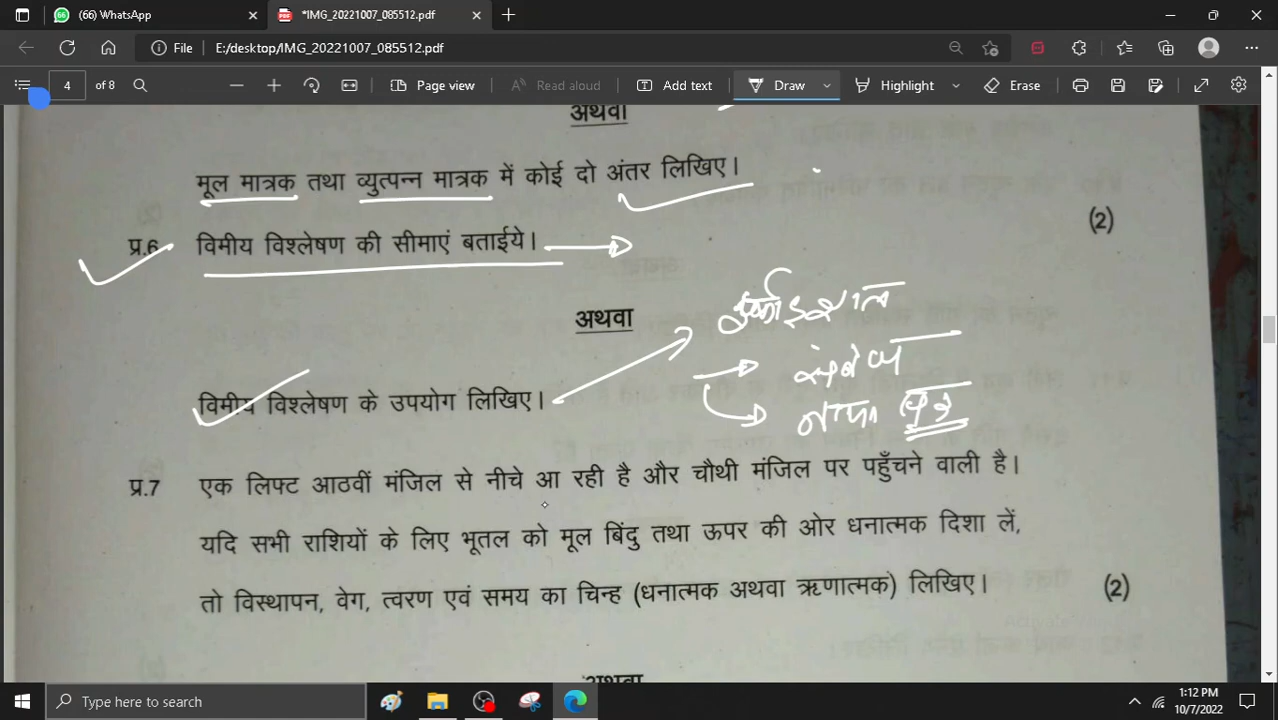 (66) WhatsApp
*IMG_20221007_085512.pdf
File E:/desktop/IMG_20221007_085512.pdf
4 of 8
Page view
Read aloud
Add text
Draw
Highlight
Erase
अथवा
मूल मात्रक तथा व्युत्पन्न मात्रक में कोई दो अंतर लिखिए।
प्र.6 विमीय विश्लेषण की सीमाएं बताईये। (2)
अथवा
विमीय विश्लेषण के उपयोग लिखिए।
प्र.7 एक लिफ्ट आठवीं मंजिल से नीचे आ रही है और चौथी मंजिल पर पहुँचने वाली है।
यदि सभी राशियों के लिए भूतल को मूल बिंदु तथा ऊपर की ओर धनात्मक दिशा लें,
तो विस्थापन, वेग, त्वरण एवं समय का चिन्ह (धनात्मक अथवा ऋणात्मक) लिखिए। (2)
अथवा
Type here to search
1:12 PM
10/7/2022